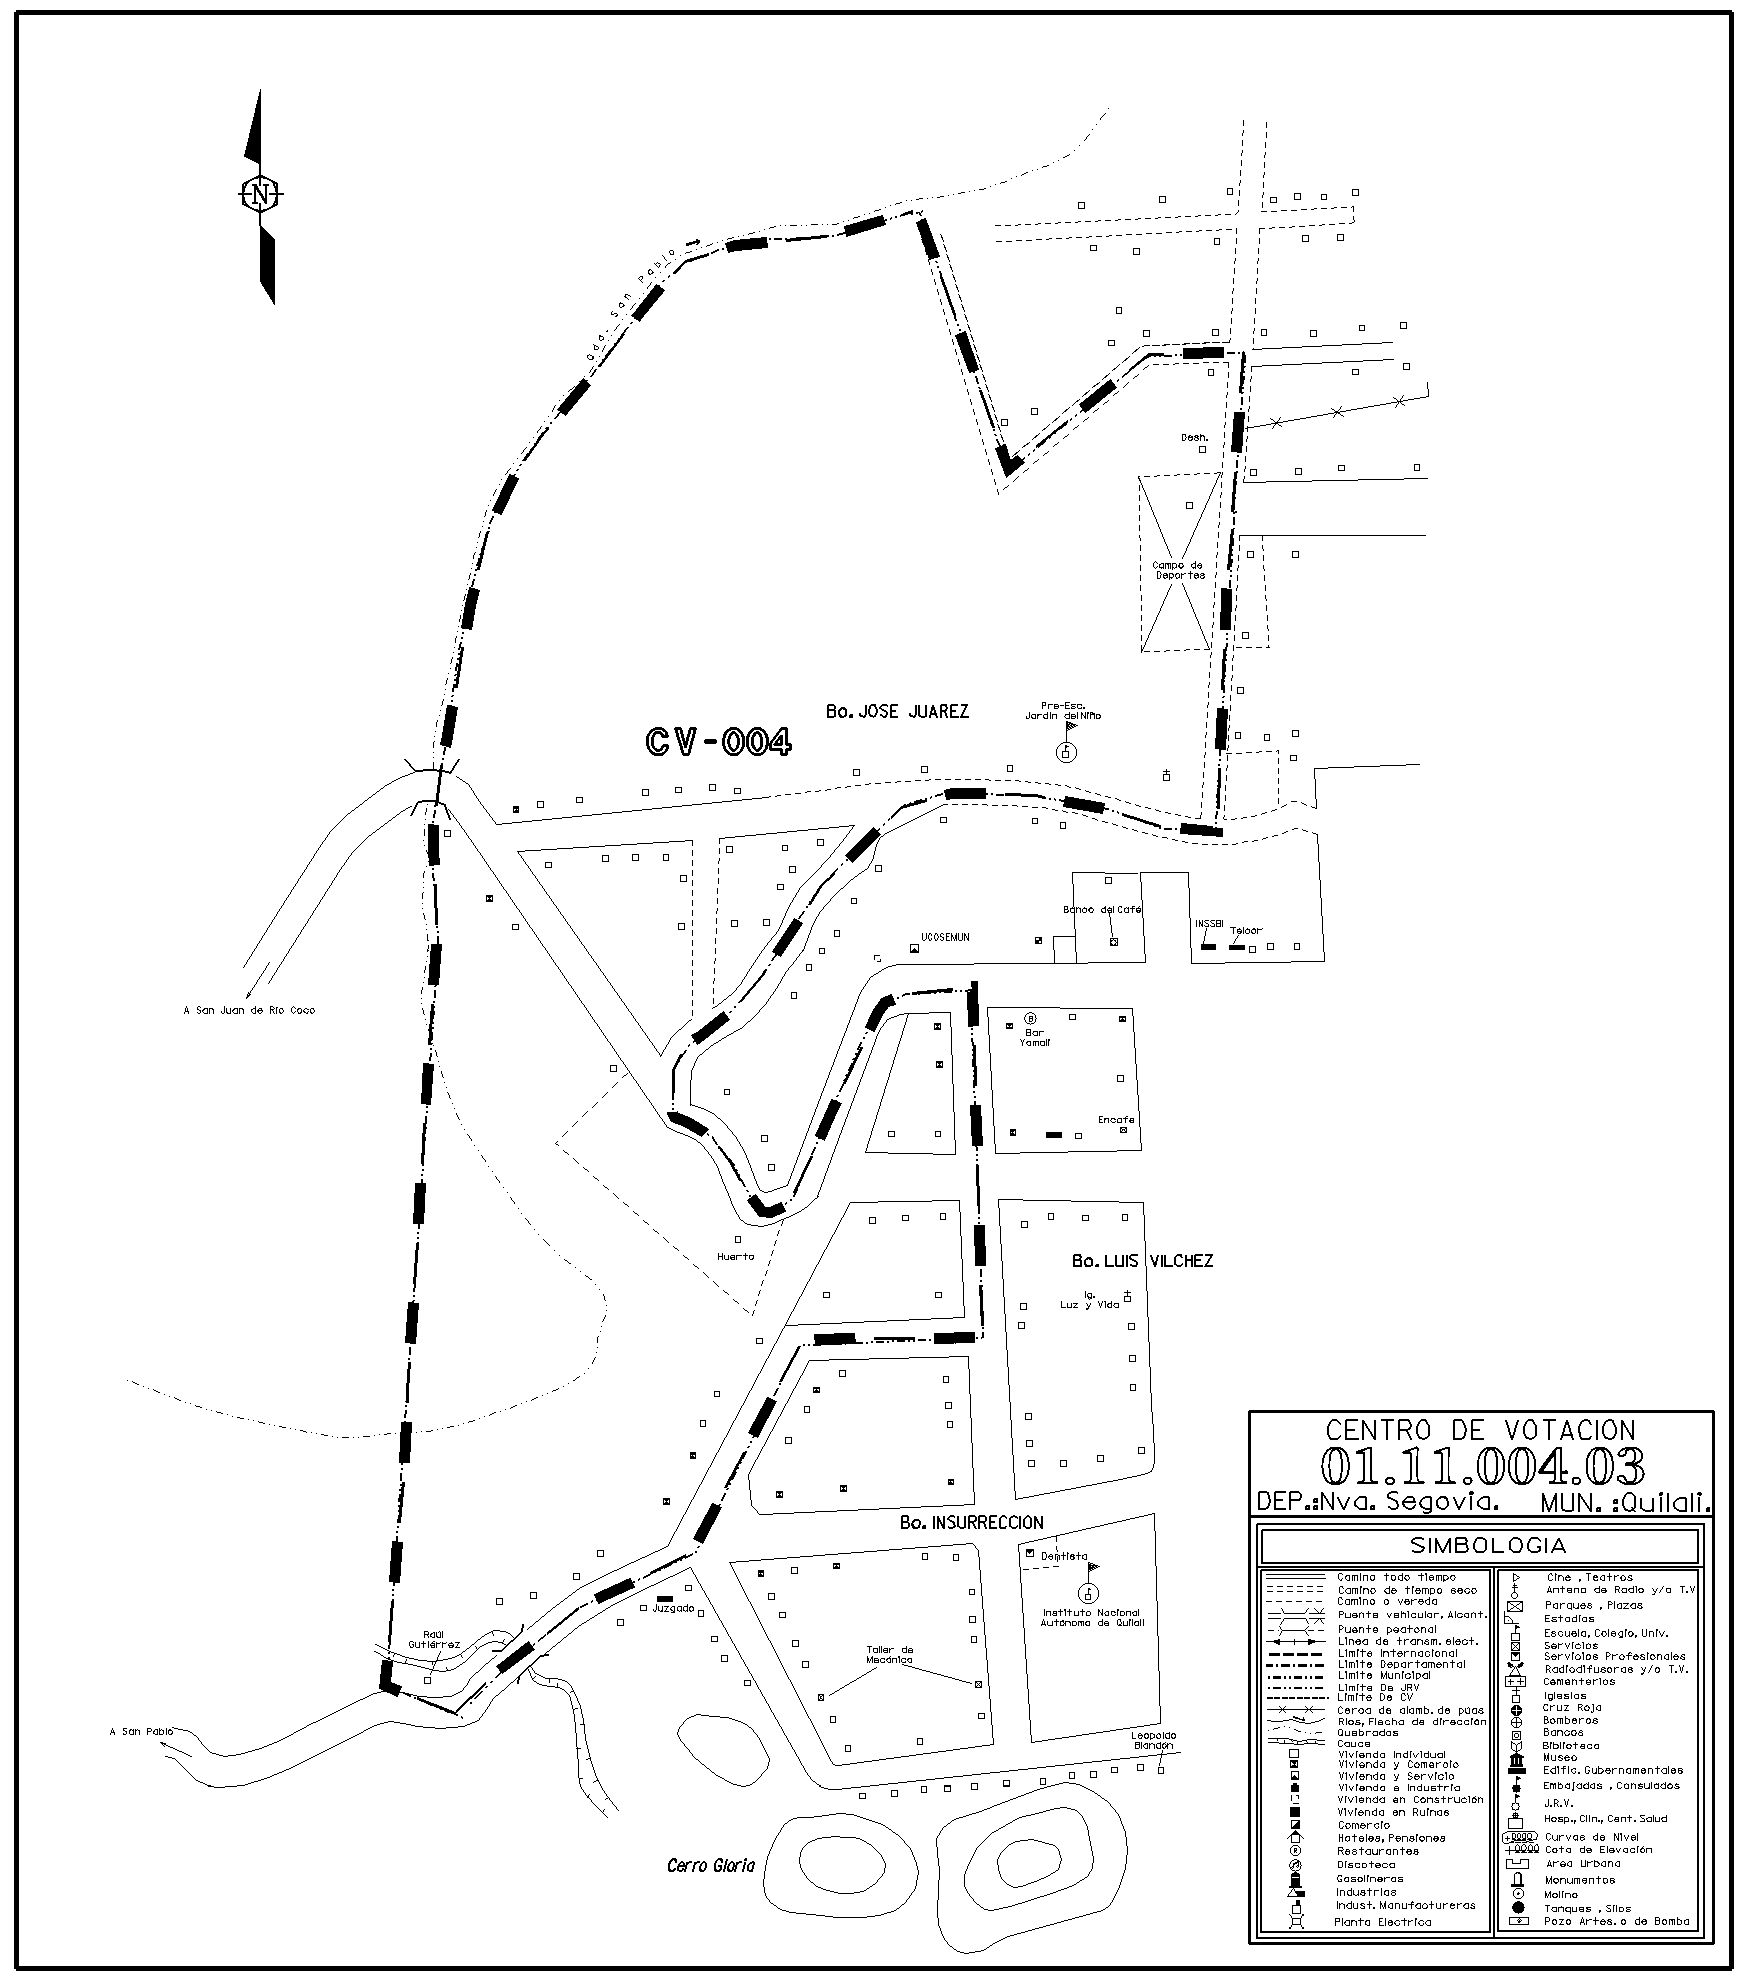 N
Qda. San Pablo
Desh.
Campo de
Deportes
Bo. JOSE JUAREZ
Pre-Esc.
Jardín del Niño
CV-004
A San Juan de Río Coco
UCOSEMUN
Banco del Café
INSSBI
Telcor
Bar
Yamali
Encafe
Huerto
Bo. LUIS VILCHEZ
Ig.
Luz y Vida
Bo. INSURRECCION
Dentista
Instituto Nacional
Autónoma de Quilalí
Juzgado
Raúl
Gutiérrez
Taller de
Mecánica
A San Pablo
Leopoldo
Blandón
Cerro Gloria
CENTRO DE VOTACION
01.11.004.03
DEP.:Nva. Segovia. MUN. :Quilali.
SIMBOLOGIA
Camino todo tiempo
Camino de tiempo seco
Camino o vereda
Puente vehicular, Alcant.
Puente peatonal
Linea de transm. elect.
Limite Internacional
Limite Departamental
Limite Municipal
Limite De JRV
Limite De CV
Cerca de alamb. de púas
Ríos, Flecha de dirección
Quebradas
Cauce
Vivienda Individual
Vivienda y Comercio
Vivienda y Servicio
Vivienda e Industria
Vivienda en Construción
Vivienda en Ruinas
Comercio
Hoteles, Pensiones
Restaurantes
Discoteca
Gasolineras
Industrias
Indust. Manufactureras
Planta Electrica
Cine , Teatros
Antena de Radio y/o T.V
Parques , Plazas
Estadios
Escuela, Colegio, Univ.
Servicios
Servicios Profesionales
Radiodifusoras y/o T.V.
Cementerios
Iglesias
Cruz Roja
Bomberos
Bancos
Biblioteca
Museo
Edific. Gubernamentales
Embajadas , Consulados
J.R.V.
Hosp., Clin., Cent. Salud
Curvas de Nivel
Cota de Elevación
Area Urbana
Monumentos
Molino
Tanques , Silos
Pozo Artes. o de Bomba